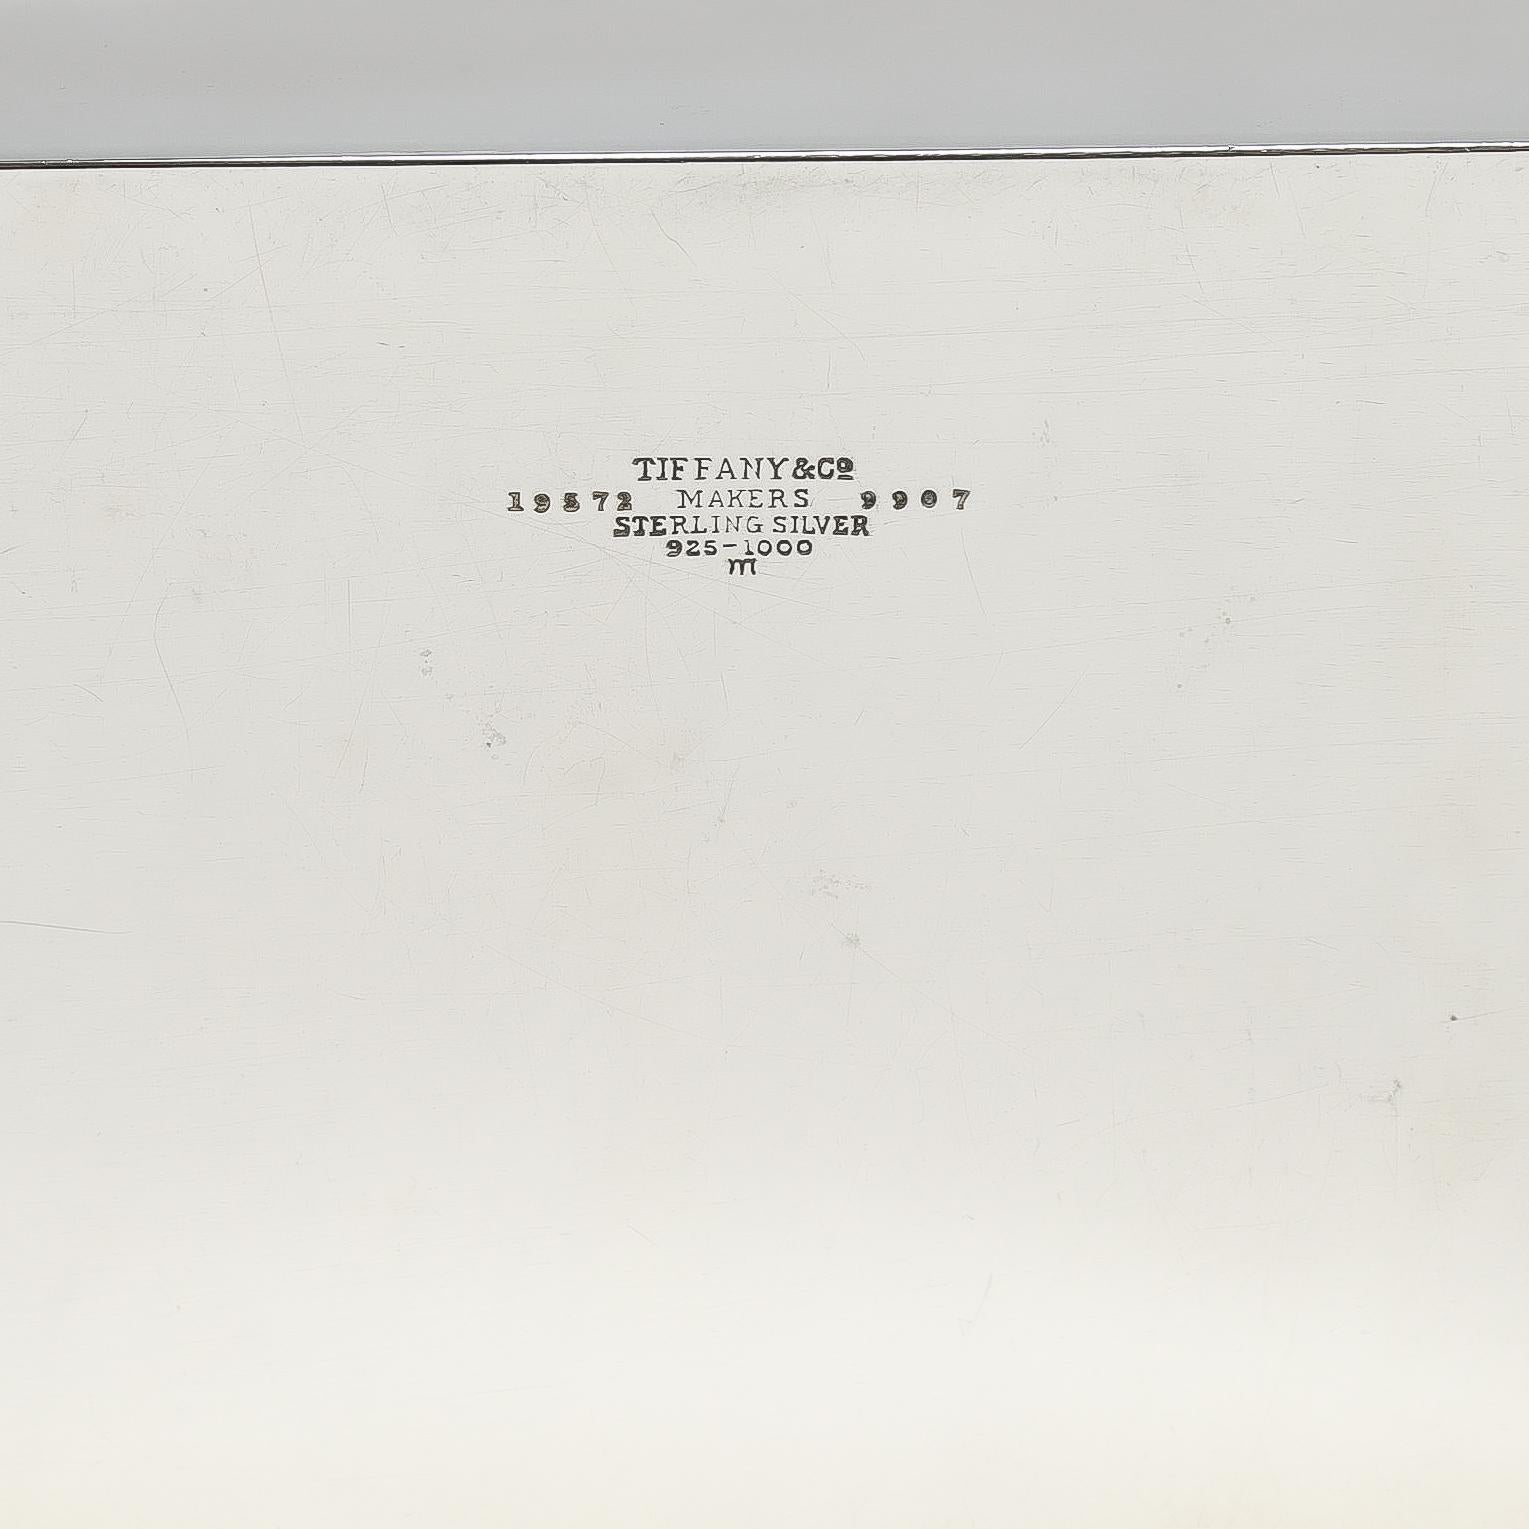 TIFFANY & Cº
19572 MAKERS 9907
STERLING SILVER
925-1000
m